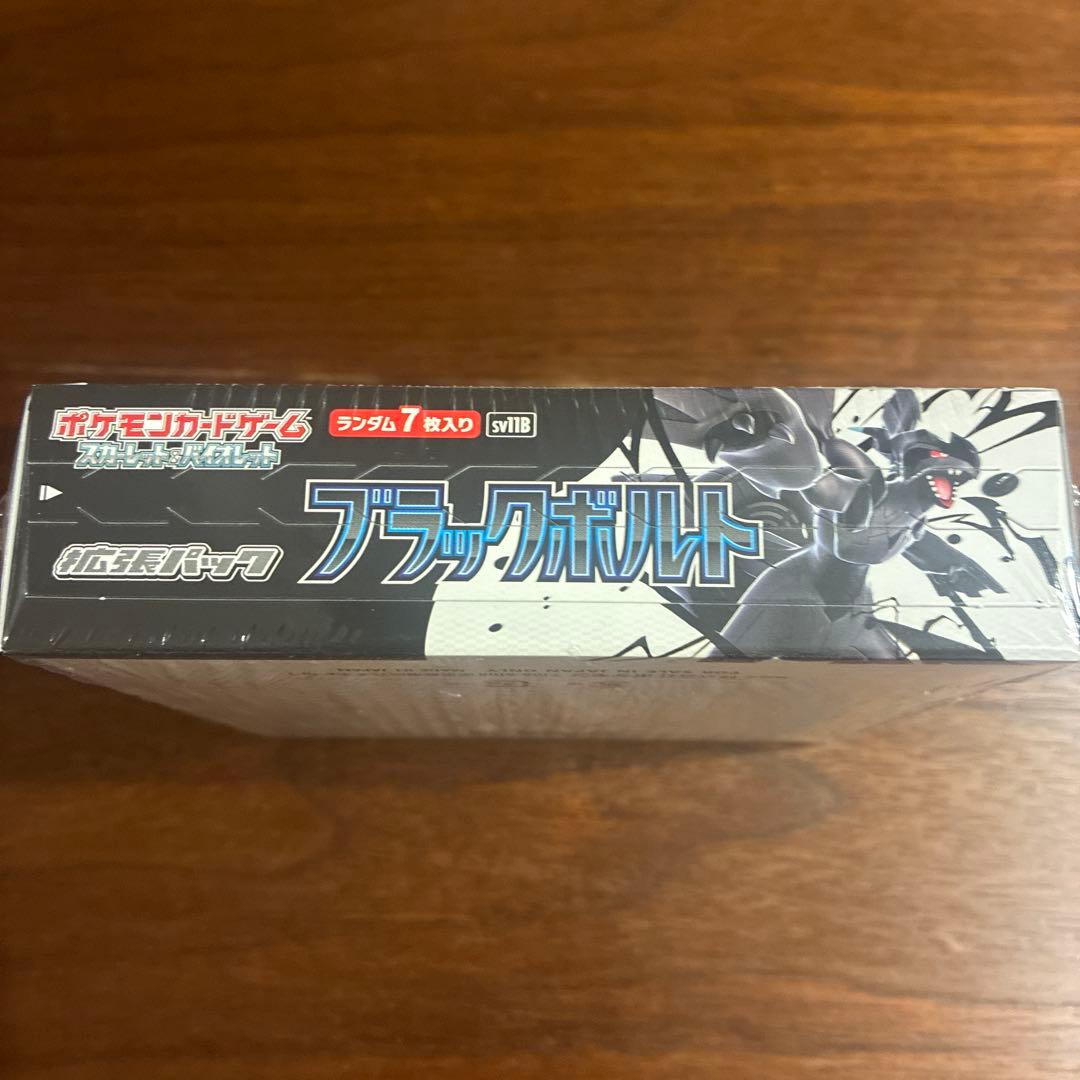 ポケモンカードゲーム
スカーレット&バイオレット
ランダム7枚入り
sv11B
拡張パック
ブラックボルト